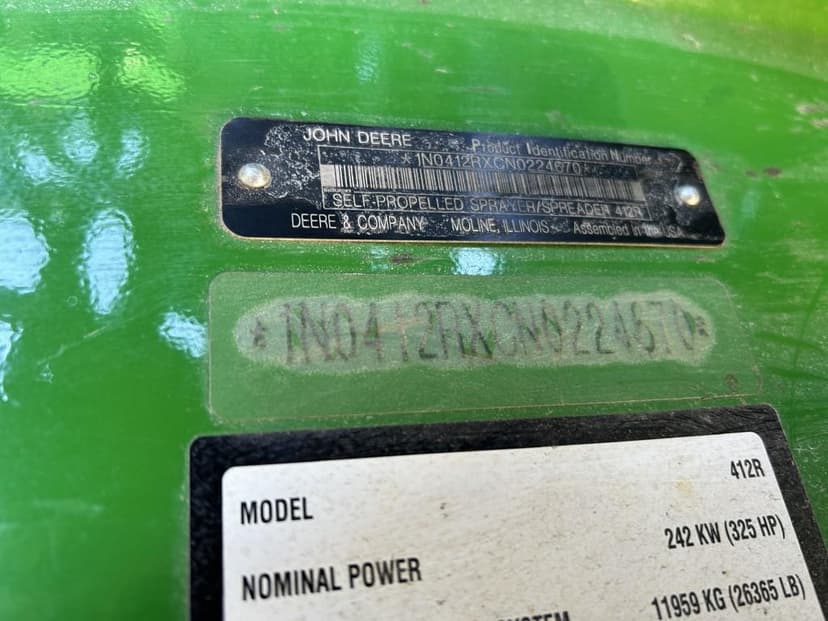 JOHN DEERE
Product Identification Number
*1N0412RXCN0224670*
SELF-PROPELLED SPRAYER/SPREADER 412R
DEERE & COMPANY MOLINE, ILLINOIS Assembled in the USA
*1N0412RXCN0224670*
MODEL 412R
NOMINAL POWER 242 KW (325 HP)
11959 KG (26365 LB)